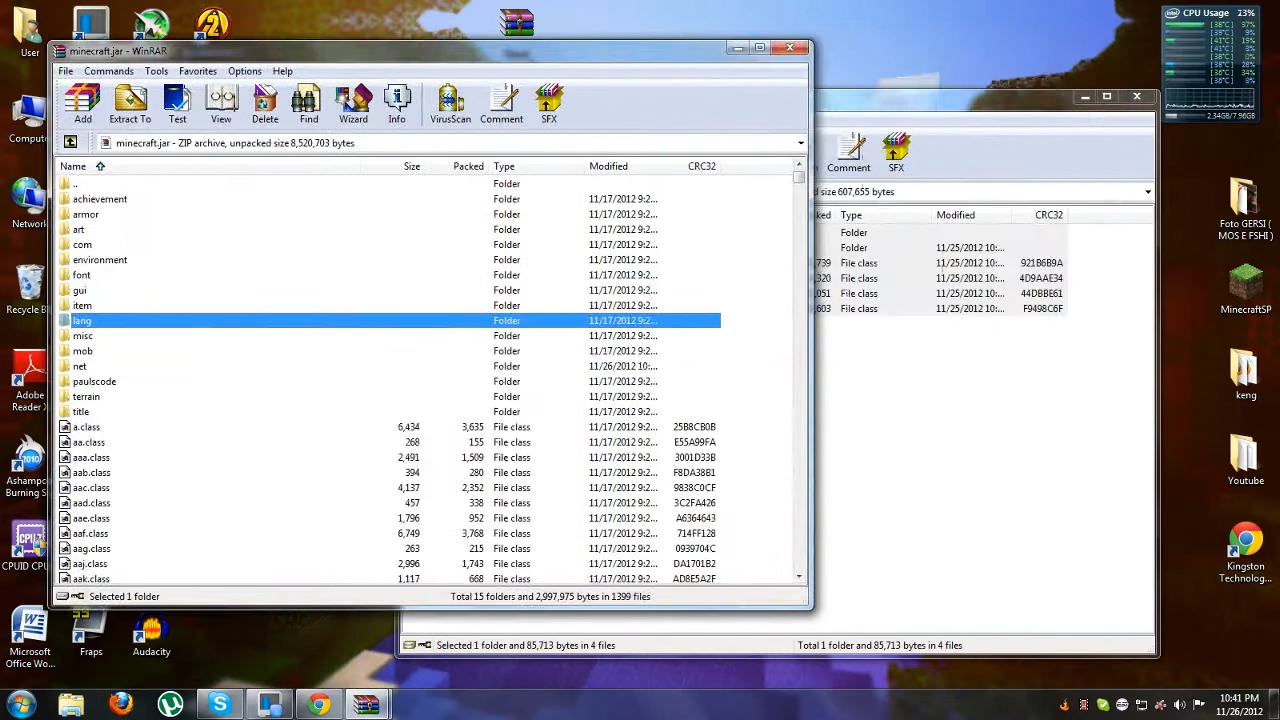 User
minecraft.jar - WinRAR
File Commands Tools Favorites Options Help
Add Extract To Test View Delete Find Wizard Info VirusScan Comment SFX
minecraft.jar - ZIP archive, unpacked size 8,520,703 bytes
Name Size Packed Type Modified CRC32
.. Folder
achievement Folder 11/17/2012 9:2...
armor Folder 11/17/2012 9:2...
art Folder 11/17/2012 9:2...
com Folder 11/17/2012 9:2...
environment Folder 11/17/2012 9:2...
font Folder 11/17/2012 9:2...
gui Folder 11/17/2012 9:2...
item Folder 11/17/2012 9:2...
lang Folder 11/17/2012 9:2...
misc Folder 11/17/2012 9:2...
mob Folder 11/17/2012 9:2...
net Folder 11/26/2012 10:...
paulscode Folder 11/17/2012 9:2...
terrain Folder 11/17/2012 9:2...
title Folder 11/17/2012 9:2...
a.class 6,434 3,635 File class 11/17/2012 9:2... 25B8CB0B
aa.class 268 155 File class 11/17/2012 9:2... E55A99FA
aaa.class 2,491 1,509 File class 11/17/2012 9:2... 3001D33B
aab.class 394 280 File class 11/17/2012 9:2... F8DA38B1
aac.class 4,137 2,352 File class 11/17/2012 9:2... 9838C0CF
aad.class 457 338 File class 11/17/2012 9:2... 3C2FA426
aae.class 1,796 952 File class 11/17/2012 9:2... A6364643
aaf.class 6,749 3,768 File class 11/17/2012 9:2... 714FF128
aag.class 263 215 File class 11/17/2012 9:2... 0939704C
aaj.class 2,996 1,743 File class 11/17/2012 9:2... DA1701B2
aak.class 1,117 668 File class 11/17/2012 9:2... AD8E5A2F
Selected 1 folder Total 15 folders and 2,997,975 bytes in 1399 files
Comment SFX
d size 607,655 bytes
ked Type Modified CRC32
Folder
Folder 11/25/2012 10:...
,739 File class 11/25/2012 10:... 921B6B9A
,320 File class 11/25/2012 10:... 4D9AAE34
,051 File class 11/25/2012 10:... 44DBBE61
,603 File class 11/25/2012 10:... F9498C6F
Selected 1 folder and 85,713 bytes in 4 files Total 1 folder and 85,713 bytes in 4 files
intel CPU Usage 23%
[38°C] 97%
2.34GB/7.96GB
Comput
Network
Recycle B
Adobe
Reader X
Ashampo
Burning S
CPUID CPU
Microsoft
Office Wo...
Fraps
Audacity
Foto GERSI (
MOS E FSHI )
MinecraftSP
keng
Youtube
Kingston
Technolog...
10:41 PM
11/26/2012